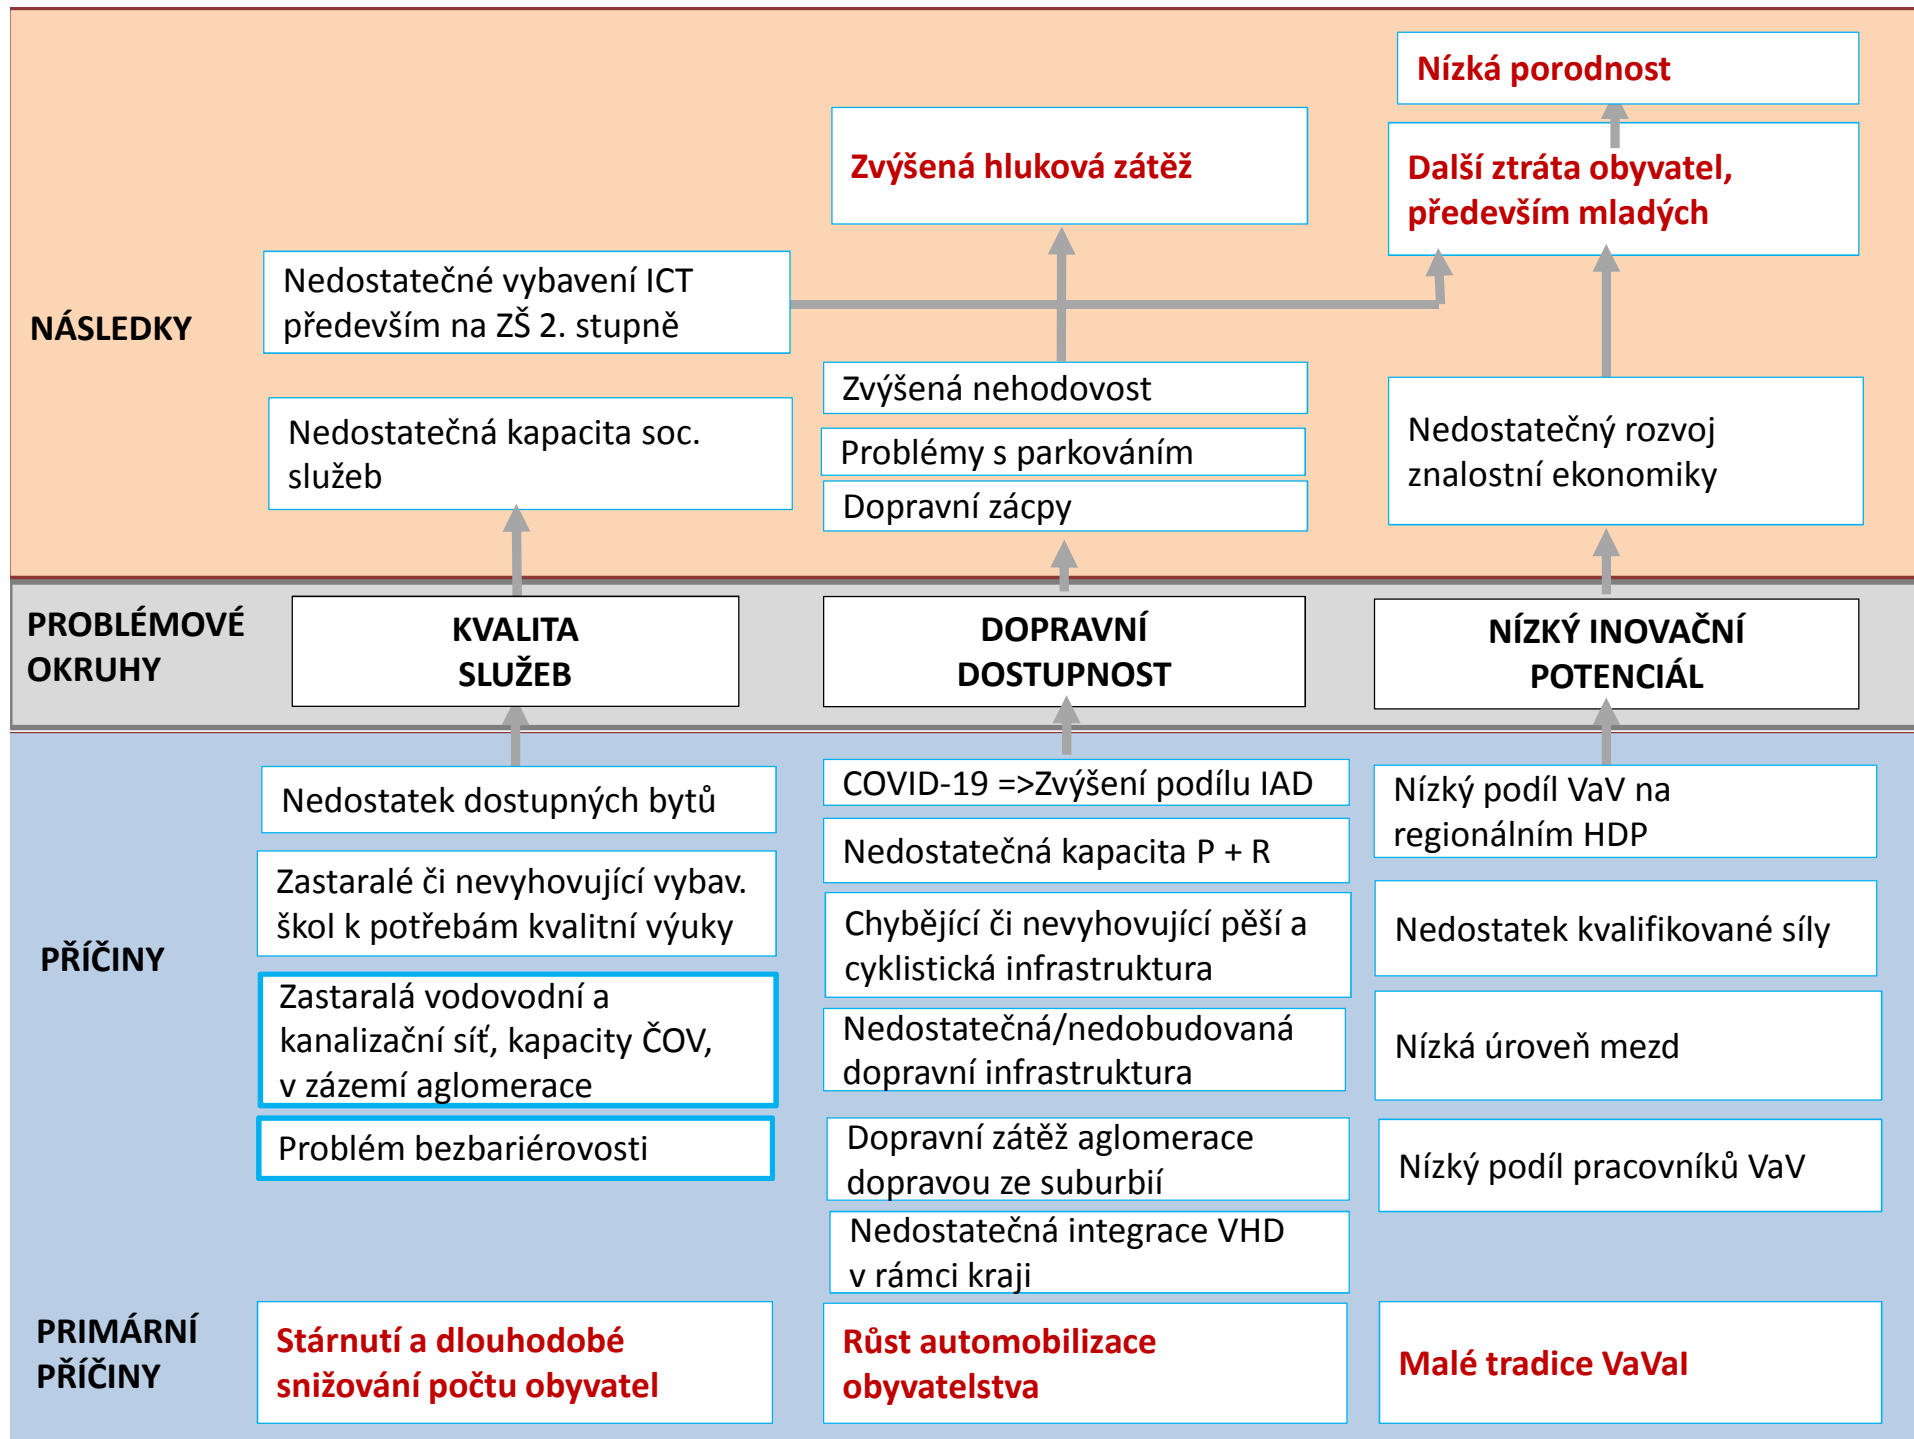 Nízká porodnost
Zvýšená hluková zátěž
Další ztráta obyvatel,
především mladých
NÁSLEDKY
Nedostatečné vybavení ICT
především na ZŠ 2. stupně
Nedostatečná kapacita soc.
služeb
Zvýšená nehodovost
Problémy s parkováním
Dopravní zácpy
Nedostatečný rozvoj
znalostní ekonomiky
PROBLÉMOVÉ
OKRUHY
KVALITA
SLUŽEB
DOPRAVNÍ
DOSTUPNOST
NÍZKÝ INOVAČNÍ
POTENCIÁL
PŘÍČINY
Nedostatek dostupných bytů
Zastaralé či nevyhovující vybav.
škol k potřebám kvalitní výuky
Zastaralá vodovodní a
kanalizační síť, kapacity ČOV,
v zázemí aglomerace
Problém bezbariérovosti
COVID-19 =>Zvýšení podílu IAD
Nedostatečná kapacita P + R
Chybějící či nevyhovující pěší a
cyklistická infrastruktura
Nedostatečná/nedobudovaná
dopravní infrastruktura
Dopravní zátěž aglomerace
dopravou ze suburbií
Nedostatečná integrace VHD
v rámci kraji
Nízký podíl VaV na
regionálním HDP
Nedostatek kvalifikované síly
Nízká úroveň mezd
Nízký podíl pracovníků VaV
PRIMÁRNÍ
PŘÍČINY
Stárnutí a dlouhodobé
snižování počtu obyvatel
Růst automobilizace
obyvatelstva
Malé tradice VaVaI